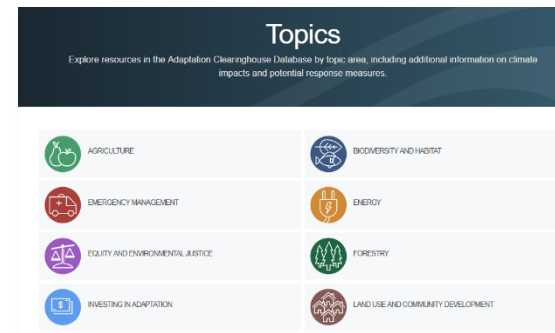 Topics
Explore resources in the Adaptation Clearinghouse Database by topic area, including additional information on climate
impacts and potential response measures.
AGRICULTURE
BIODIVERSITY AND HABITAT
EMERGENCY MANAGEMENT
ENERGY
EQUITY AND ENVIRONMENTAL JUSTICE
FORESTRY
INVESTING IN ADAPTATION
LAND USE AND COMMUNITY DEVELOPMENT